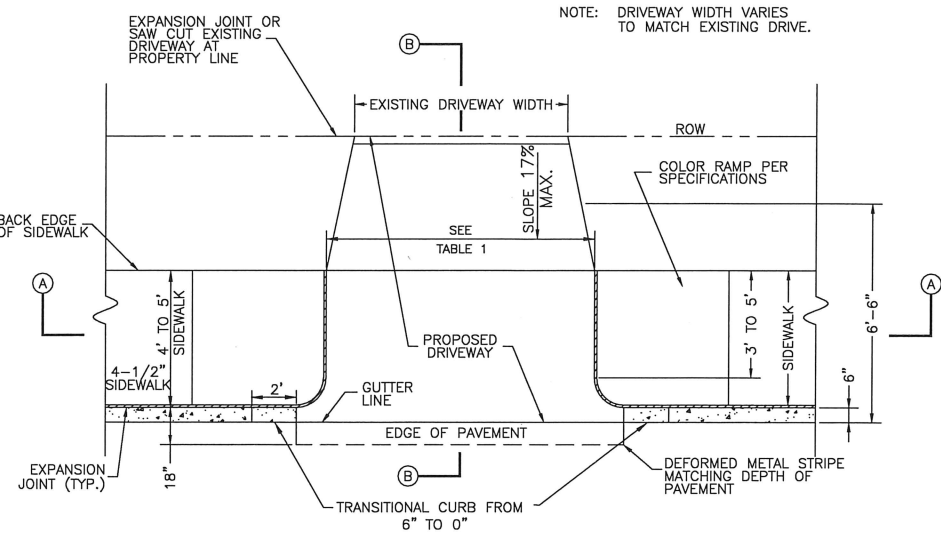 NOTE: DRIVEWAY WIDTH VARIES
TO MATCH EXISTING DRIVE.
EXPANSION JOINT OR
SAW CUT EXISTING
DRIVEWAY AT
PROPERTY LINE
B
EXISTING DRIVEWAY WIDTH
ROW
SLOPE 17%
MAX.
COLOR RAMP PER
SPECIFICATIONS
BACK EDGE
OF SIDEWALK
SEE
TABLE 1
A
A
4' TO 5'
SIDEWALK
3' TO 5'
SIDEWALK
6'-6"
PROPOSED
DRIVEWAY
4-1/2"
SIDEWALK
2'
GUTTER
LINE
6"
EDGE OF PAVEMENT
EXPANSION
JOINT (TYP.)
18"
B
DEFORMED METAL STRIPE
MATCHING DEPTH OF
PAVEMENT
TRANSITIONAL CURB FROM
6" TO 0"